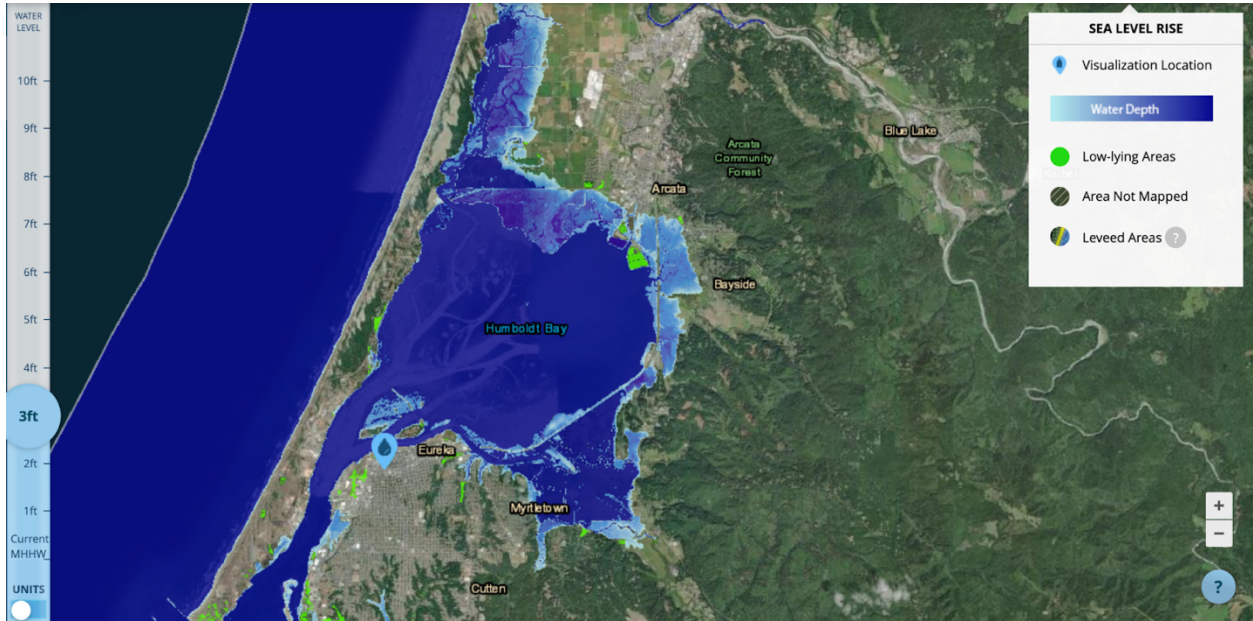 WATER
LEVEL
10ft
9ft
8ft
7ft
6ft
5ft
4ft
3ft
2ft
1ft
Current
MHHW
UNITS
Blue Lake
Arcata
Community
Forest
Arcata
Bayside
Humboldt Bay
Eureka
Myrtletown
Cutten
SEA LEVEL RISE
Visualization Location
Water Depth
Low-lying Areas
Area Not Mapped
Leveed Areas ?
+
−
?